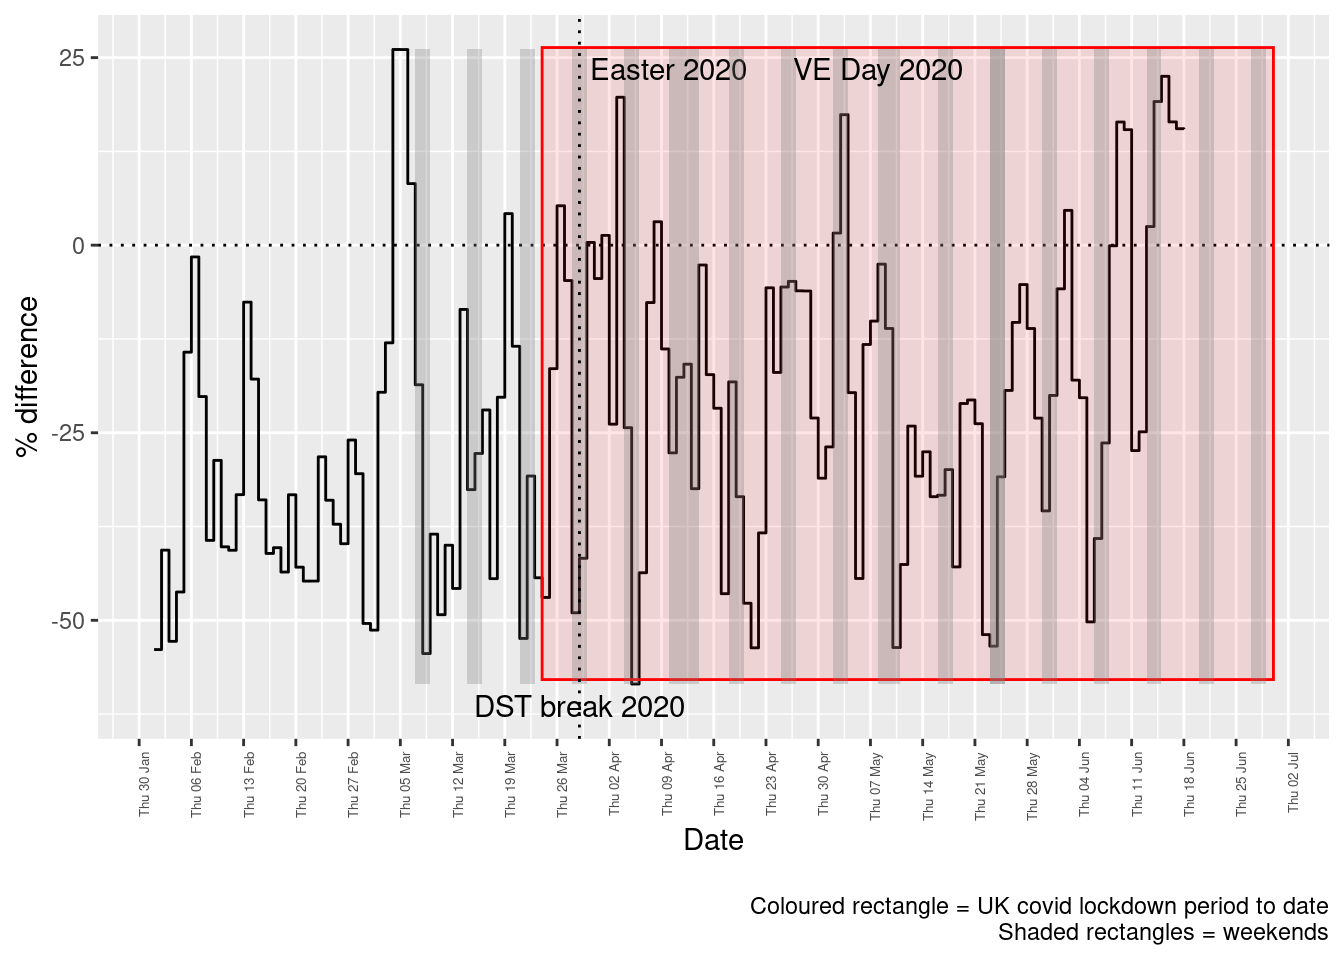 25
0
-25
-50
% difference
Easter 2020
VE Day 2020
DST break 2020
Thu 30 Jan
Thu 06 Feb
Thu 13 Feb
Thu 20 Feb
Thu 27 Feb
Thu 05 Mar
Thu 12 Mar
Thu 19 Mar
Thu 26 Mar
Thu 02 Apr
Thu 09 Apr
Thu 16 Apr
Thu 23 Apr
Thu 30 Apr
Thu 07 May
Thu 14 May
Thu 21 May
Thu 28 May
Thu 04 Jun
Thu 11 Jun
Thu 18 Jun
Thu 25 Jun
Thu 02 Jul
Date
Coloured rectangle = UK covid lockdown period to date
Shaded rectangles = weekends